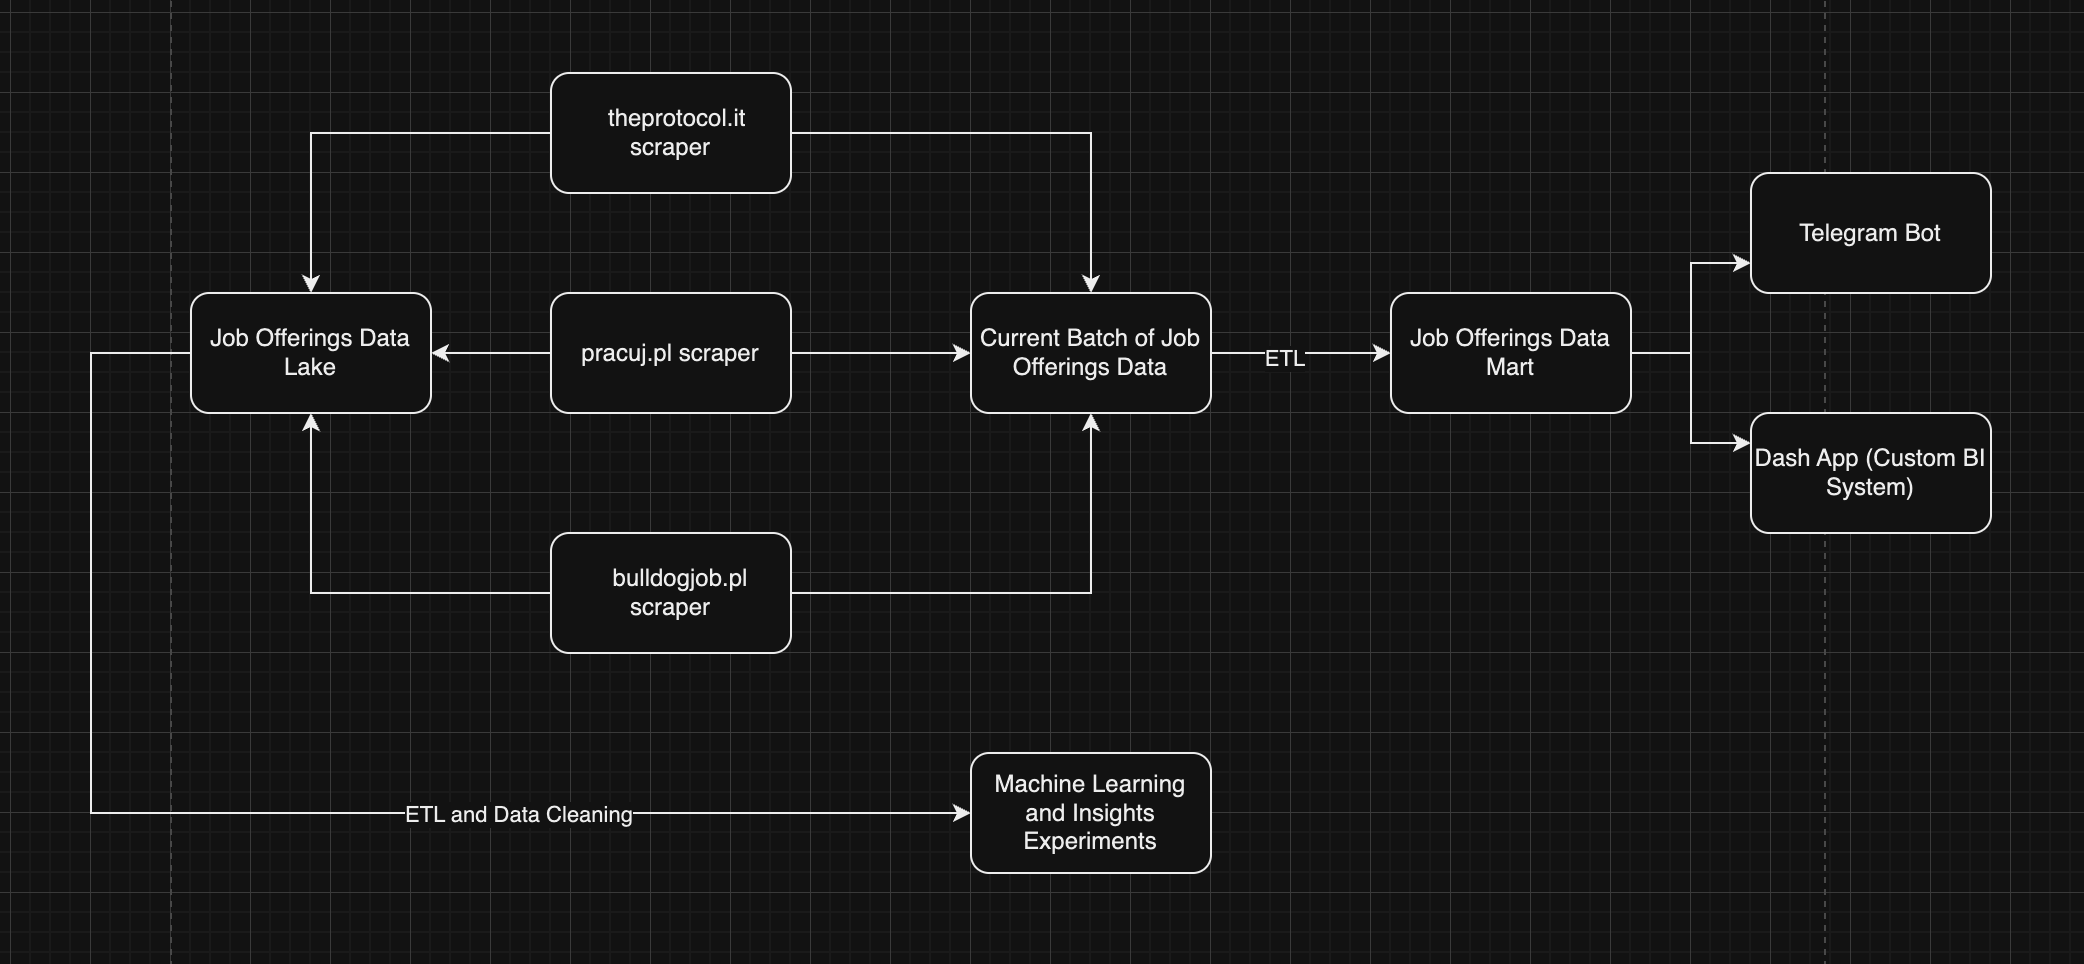 theprotocol.it
scraper
Telegram Bot
Job Offerings Data
Lake
pracuj.pl scraper
Current Batch of Job
Offerings Data
ETL
Job Offerings Data
Mart
Dash App (Custom BI
System)
bulldogjob.pl
scraper
Machine Learning
and Insights
Experiments
ETL and Data Cleaning